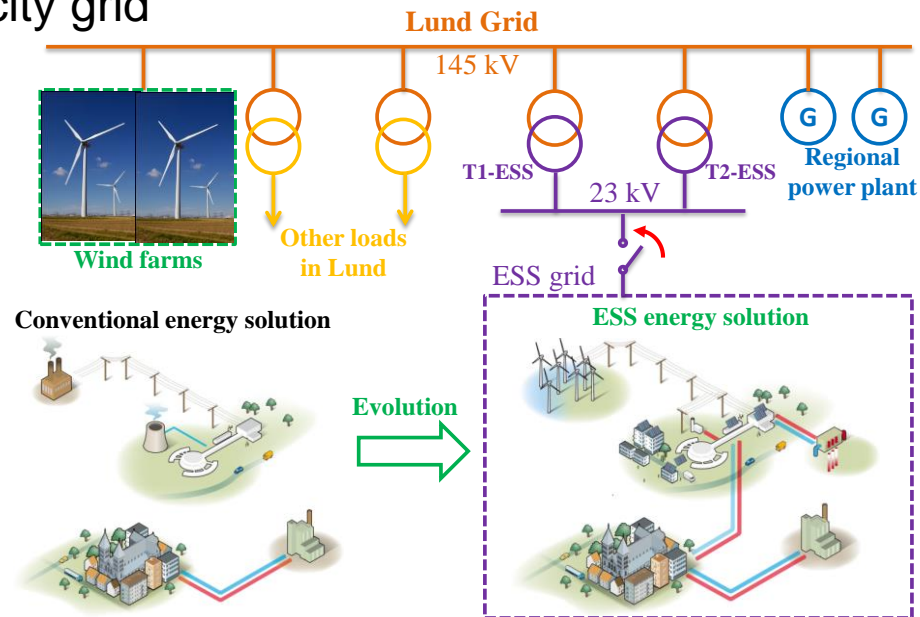 city grid
Lund Grid
145 kV
G G
T1-ESS
T2-ESS
Regional
power plant
23 kV
Other loads
in Lund
Wind farms
ESS grid
Conventional energy solution
ESS energy solution
Evolution